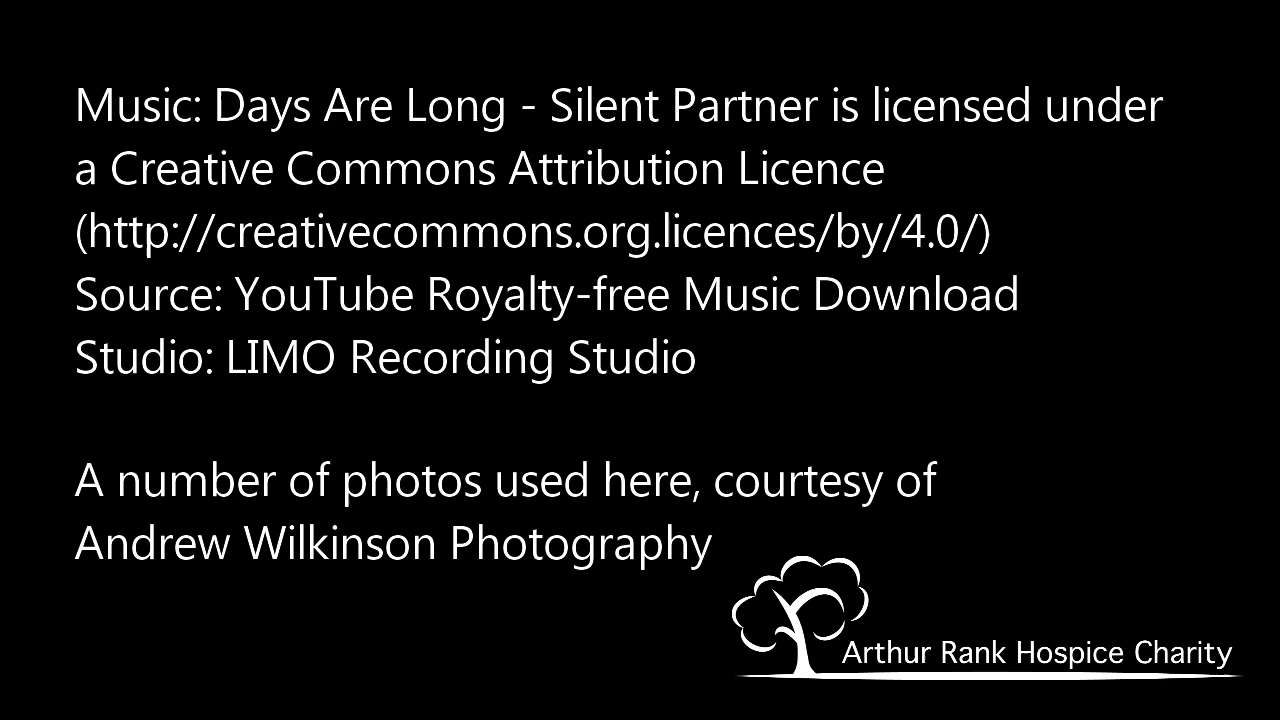 Music: Days Are Long - Silent Partner is licensed under
a Creative Commons Attribution Licence
(http://creativecommons.org.licences/by/4.0/)
Source: YouTube Royalty-free Music Download
Studio: LIMO Recording Studio
A number of photos used here, courtesy of
Andrew Wilkinson Photography
Arthur Rank Hospice Charity